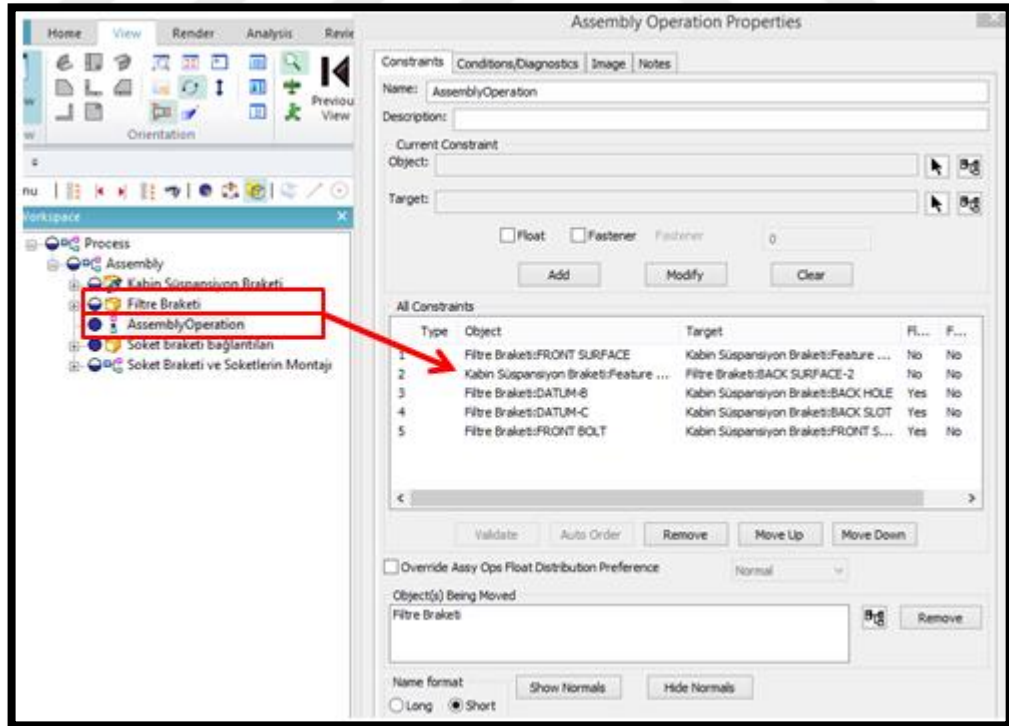 Assembly Operation Properties
Home View Render Analysis Revie
Previou
View
Orientation
nu
Workspace
Process
Assembly
Kabin Süspansiyon Braketi
Filtre Braketi
AssemblyOperation
Soket braketi bağlantıları
Soket Braketi ve Soketlerin Montajı
Constraints Conditions/Diagnostics Image Notes
Name: AssemblyOperation
Description:
Current Constraint
Object:
Target:
Float Fastener Fastener 0
Add Modify Clear
All Constraints
Type Object Target Fl... F...
1 Filtre Braketi::FRONT SURFACE Kabin Süspansiyon Braketi::Feature ... No No
2 Kabin Süspansiyon Braketi::Feature ... Filtre Braketi::BACK SURFACE-2 No No
3 Filtre Braketi::DATUM-B Kabin Süspansiyon Braketi::BACK HOLE Yes No
4 Filtre Braketi::DATUM-C Kabin Süspansiyon Braketi::BACK SLOT Yes No
5 Filtre Braketi::FRONT BOLT Kabin Süspansiyon Braketi::FRONT S... Yes No
Validate Auto Order Remove Move Up Move Down
Override Assy Ops Float Distribution Preference Normal
Object(s) Being Moved
Filtre Braketi
Remove
Name format
Show Normals Hide Normals
Long Short